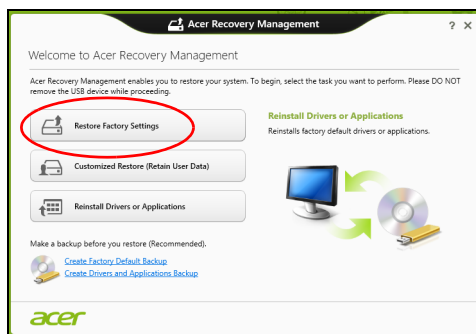 Acer Recovery Management
? X
Welcome to Acer Recovery Management
Acer Recovery Management enables you to restore your system. To begin, select the task you want to perform. Please DO NOT
remove the USB device while proceeding.
Restore Factory Settings
Reinstall Drivers or Applications
Reinstalls factory default drivers or applications.
Customized Restore (Retain User Data)
Reinstall Drivers or Applications
Make a backup before you restore (Recommended).
Create Factory Default Backup
Create Drivers and Applications Backup
acer